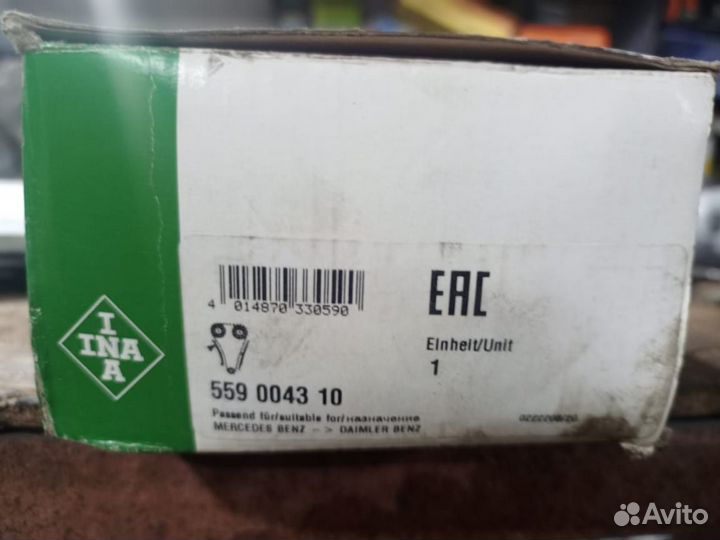 I
INA
A
4 014870 330590
EAC
Einheit/Unit
1
559 0043 10
Passend für/suitable for/назначение
MERCEDES BENZ --> DAIMLER BENZ
Avito